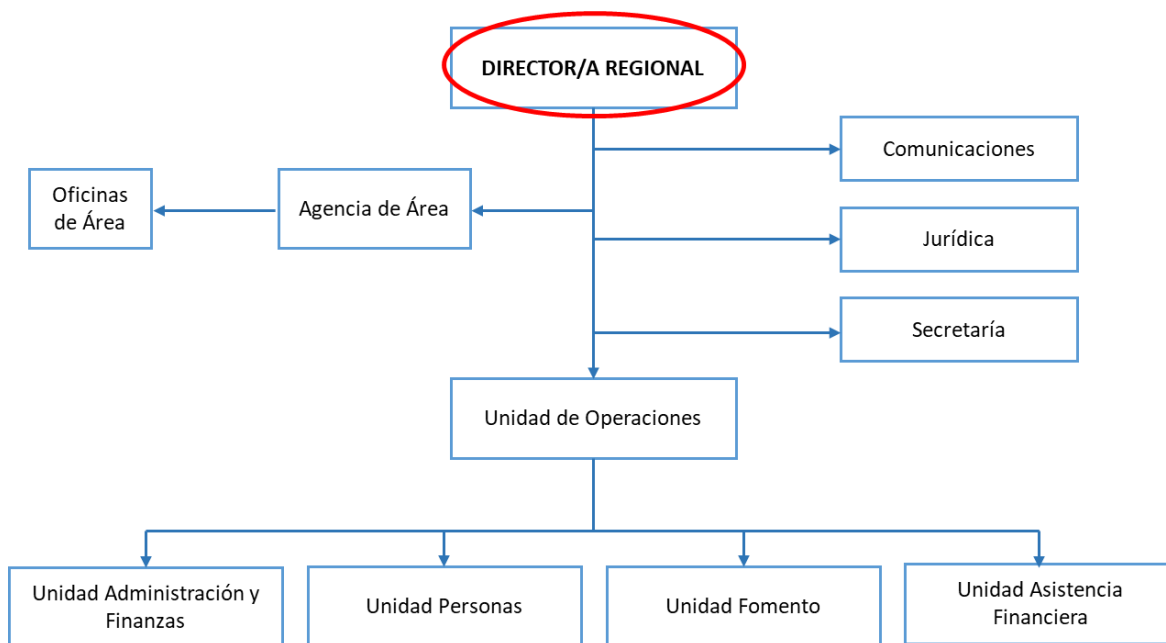 DIRECTOR/A REGIONAL
Comunicaciones
Oficinas
de Área
Agencia de Área
Jurídica
Secretaría
Unidad de Operaciones
Unidad Administración y
Finanzas
Unidad Personas
Unidad Fomento
Unidad Asistencia
Financiera